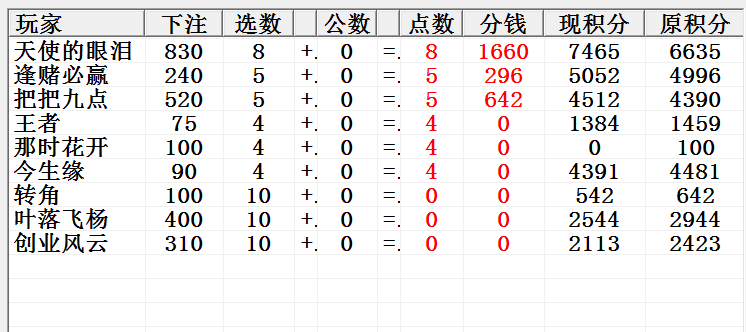 玩家 下注 选数 公数 点数 分钱 现积分 原积分
天使的眼泪 830 8 +. 0 =. 8 1660 7465 6635
逢赌必赢 240 5 +. 0 =. 5 296 5052 4996
把把九点 520 5 +. 0 =. 5 642 4512 4390
王者 75 4 +. 0 =. 4 0 1384 1459
那时花开 100 4 +. 0 =. 4 0 0 100
今生缘 90 4 +. 0 =. 4 0 4391 4481
转角 100 10 +. 0 =. 0 0 542 642
叶落飞杨 400 10 +. 0 =. 0 0 2544 2944
创业风云 310 10 +. 0 =. 0 0 2113 2423